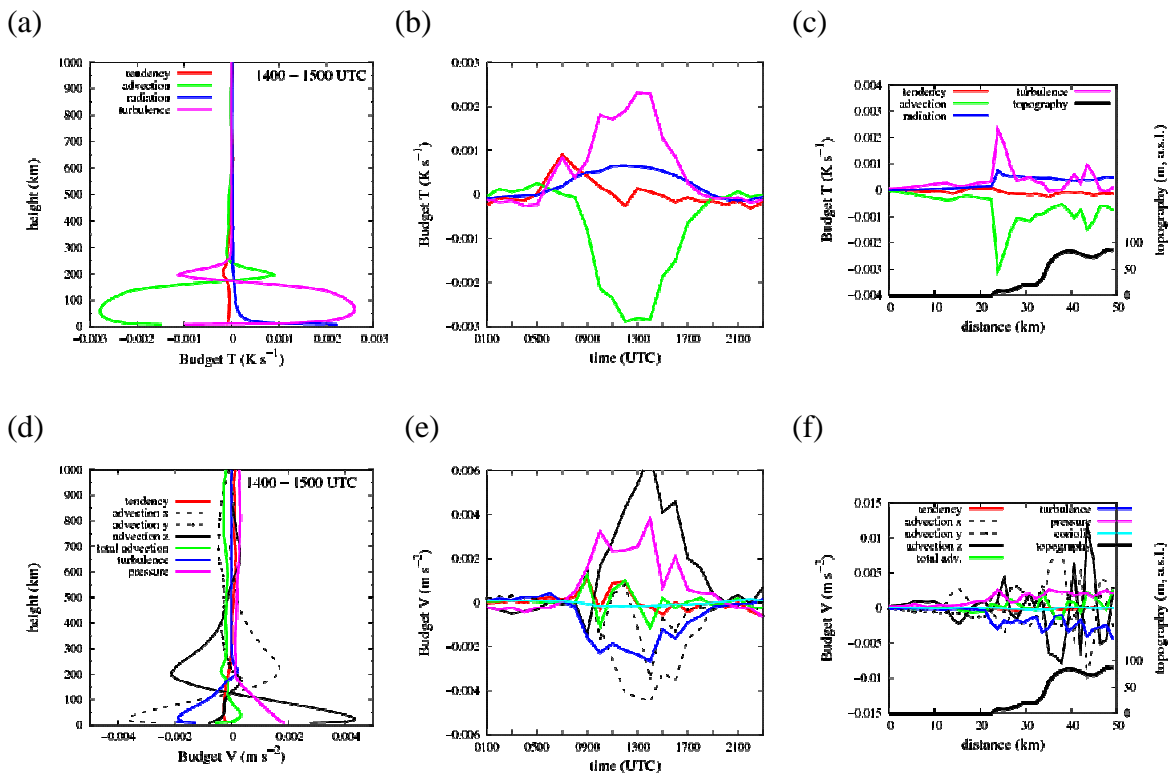 (a)
1000
900
800
700
600
500
400
300
200
100
0
height (km)
tendency
advection
radiation
turbulence
1400 – 1500 UTC
−0.003 −0.002 −0.001 0 0.001 0.002 0.003
Budget T (K s−1)
(b)
0.003
0.002
0.001
0
−0.001
−0.002
−0.003
Budget T (K s−1)
0100 0500 0900 1300 1700 2100
time (UTC)
(c)
0.004
0.003
0.002
0.001
0
−0.001
−0.002
−0.003
−0.004
Budget T (K s−1)
tendency
advection
radiation
turbulence
topography
100
50
0
topography (m, a.s.l.)
0 10 20 30 40 50
distance (km)
(d)
1000
900
800
700
600
500
400
300
200
100
0
height (km)
1400 – 1500 UTC
tendency
advection x
advection y
advection z
total advection
turbulence
pressure
−0.004 −0.002 0 0.002 0.004
Budget V (m s−2)
(e)
0.006
0.004
0.002
0
−0.002
−0.004
−0.006
Budget V (m s−2)
0100 0500 0900 1300 1700 2100
time (UTC)
(f)
0.015
0.01
0.005
0
−0.005
−0.01
−0.015
Budget V (m s−2)
tendency
advection x
advection y
advection z
total adv.
turbulence
pressure
coriolis
topography
100
50
0
topography (m, a.s.l.)
0 10 20 30 40 50
distance (km)